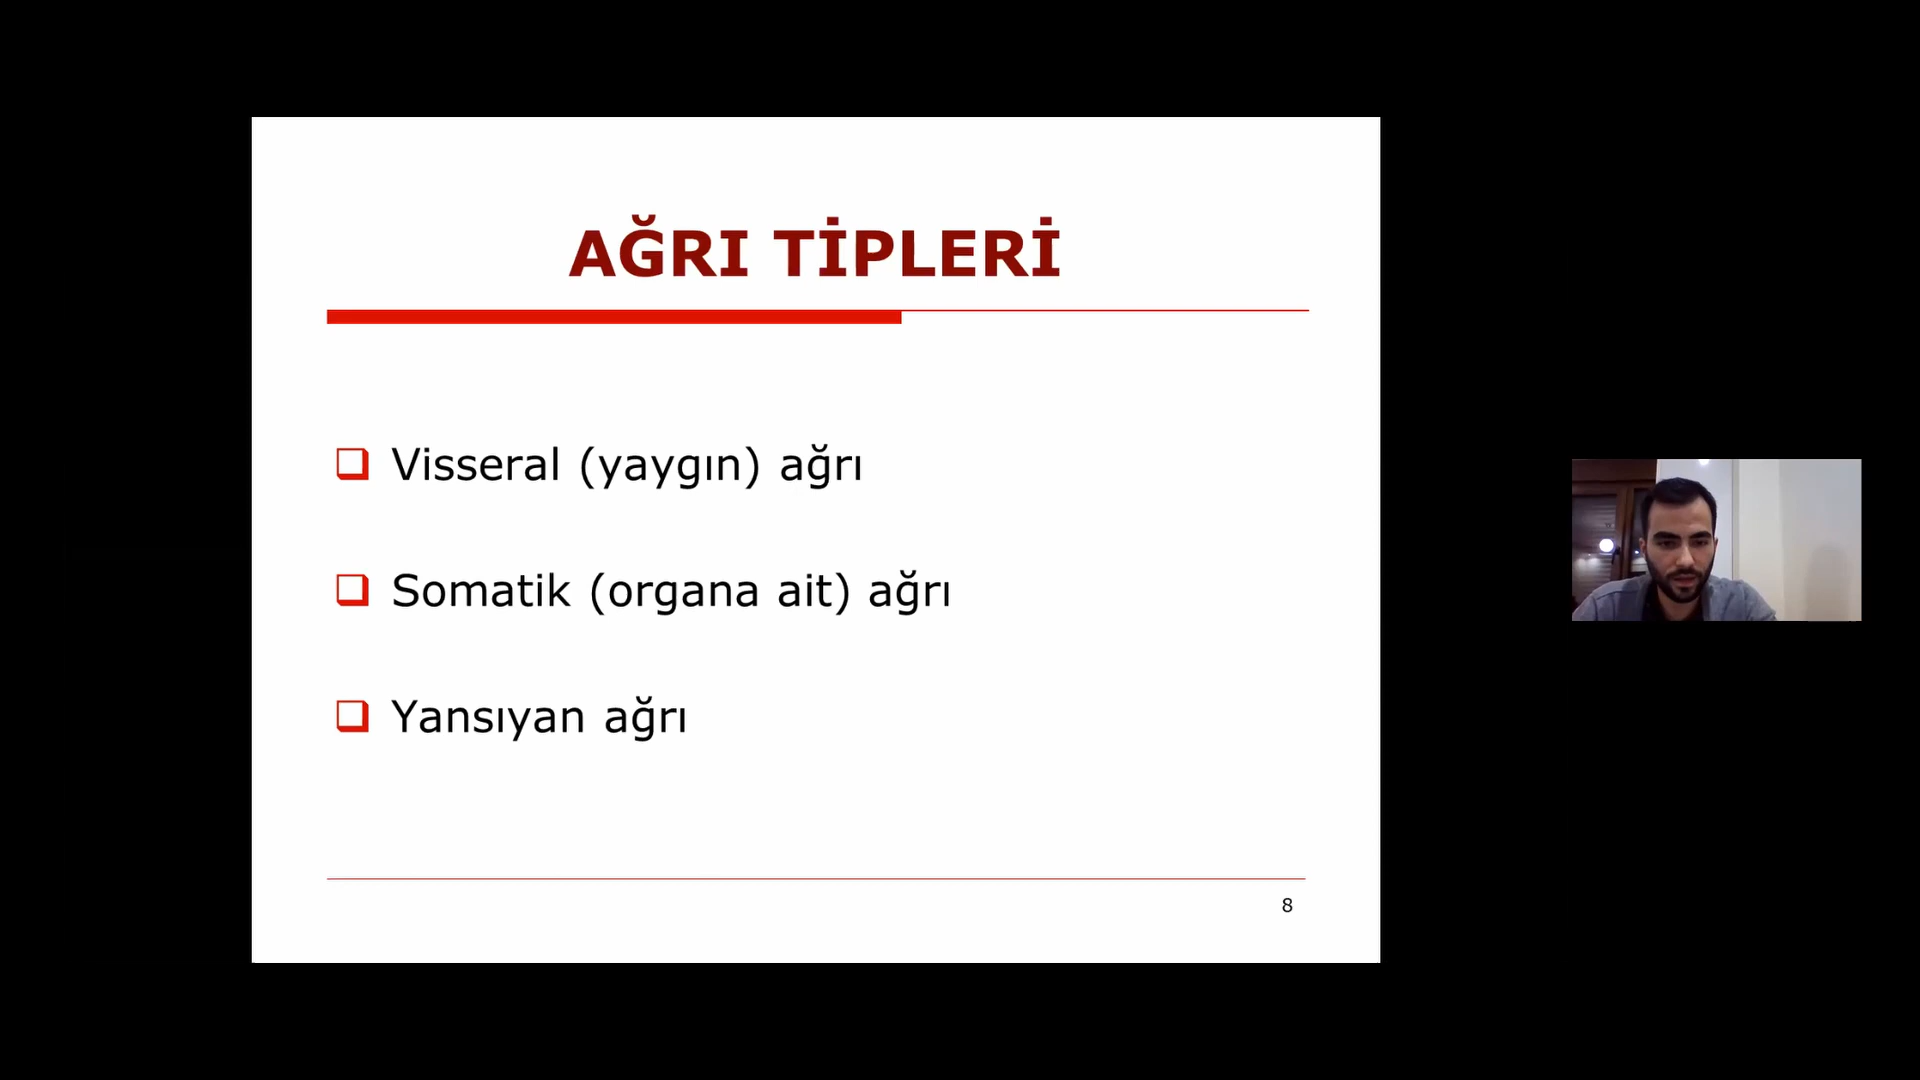 AĞRI TİPLERİ
Visseral (yaygın) ağrı
Somatik (organa ait) ağrı
Yansıyan ağrı
8